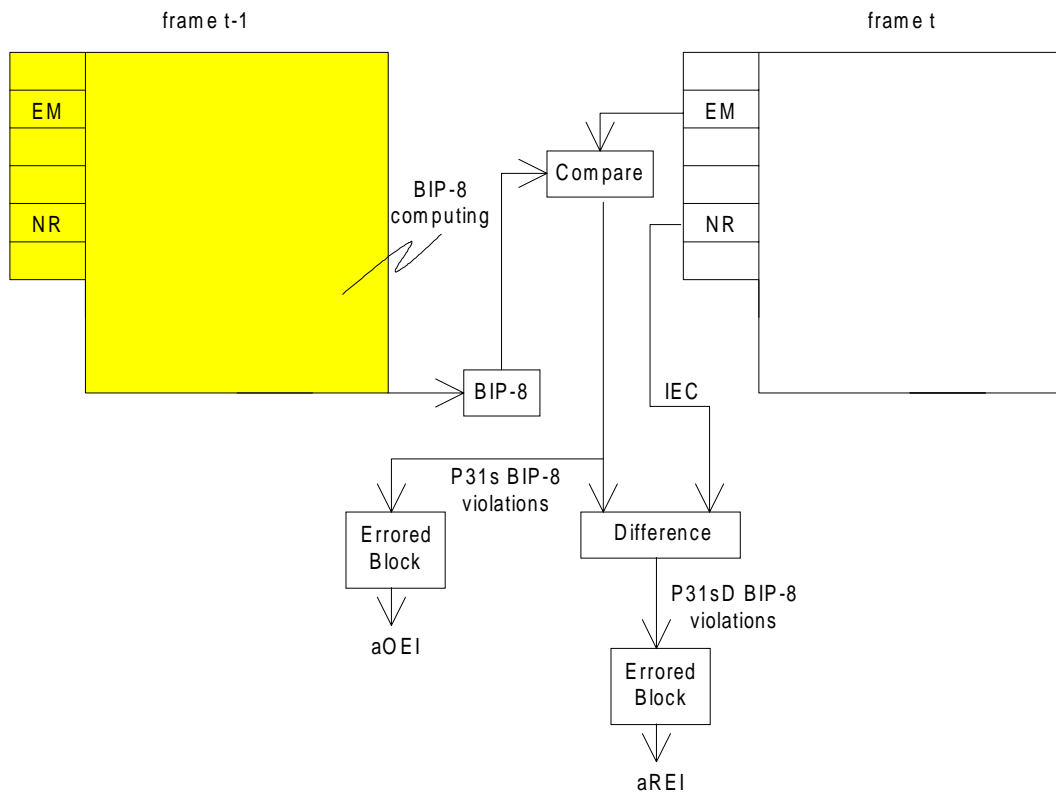 frame t-1
frame t
EM
NR
BIP-8
computing
EM
NR
Compare
BIP-8
IEC
P31s BIP-8
violations
Errored
Block
aOEI
Difference
P31sD BIP-8
violations
Errored
Block
aREI